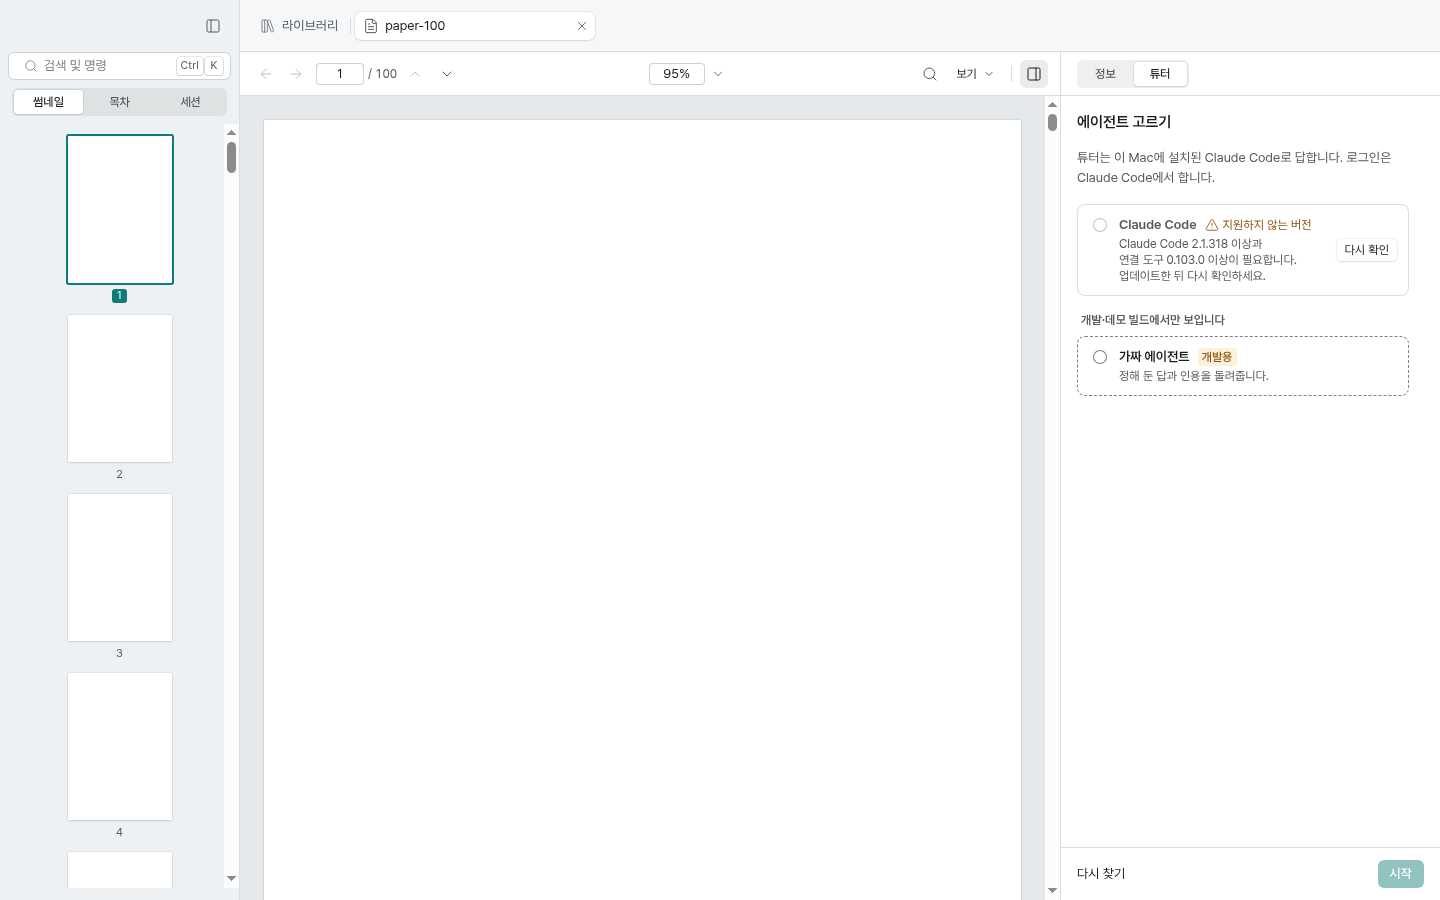 라이브러리
paper-100
검색 및 명령
Ctrl
K
썸네일
목차
세션
1
2
3
4
1
/ 100
95%
보기
정보
튜터
에이전트 고르기
튜터는 이 Mac에 설치된 Claude Code로 답합니다. 로그인은
Claude Code에서 합니다.
Claude Code
지원하지 않는 버전
Claude Code 2.1.318 이상과
연결 도구 0.103.0 이상이 필요합니다.
업데이트한 뒤 다시 확인하세요.
다시 확인
개발·데모 빌드에서만 보입니다
가짜 에이전트
개발용
정해 둔 답과 인용을 돌려줍니다.
다시 찾기
시작